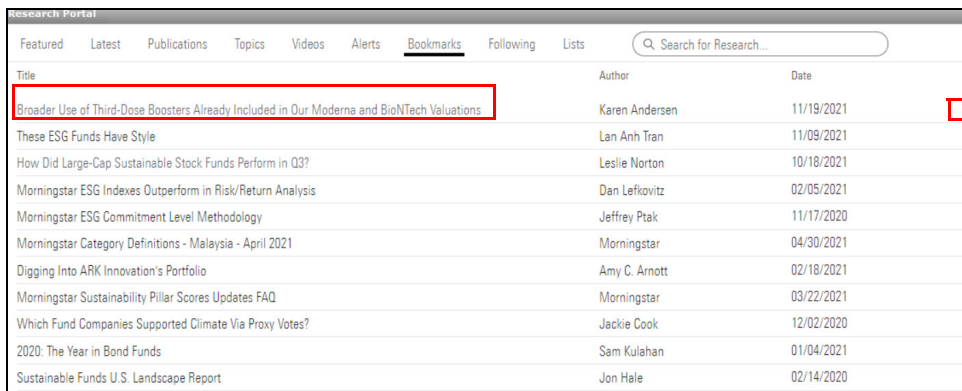 Research Portal
Featured Latest Publications Topics Videos Alerts Bookmarks Following Lists Search for Research...
Title Author Date
Broader Use of Third-Dose Boosters Already Included in Our Moderna and BioNTech Valuations Karen Andersen 11/19/2021
These ESG Funds Have Style Lan Anh Tran 11/09/2021
How Did Large-Cap Sustainable Stock Funds Perform in Q3? Leslie Norton 10/18/2021
Morningstar ESG Indexes Outperform in Risk/Return Analysis Dan Lefkovitz 02/05/2021
Morningstar ESG Commitment Level Methodology Jeffrey Ptak 11/17/2020
Morningstar Category Definitions - Malaysia - April 2021 Morningstar 04/30/2021
Digging Into ARK Innovation's Portfolio Amy C. Arnott 02/18/2021
Morningstar Sustainability Pillar Scores Updates FAQ Morningstar 03/22/2021
Which Fund Companies Supported Climate Via Proxy Votes? Jackie Cook 12/02/2020
2020: The Year in Bond Funds Sam Kulahan 01/04/2021
Sustainable Funds U.S. Landscape Report Jon Hale 02/14/2020